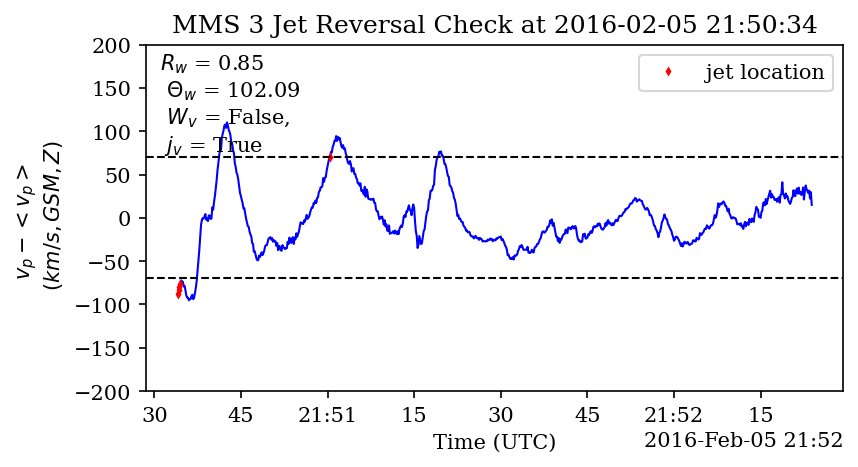 MMS 3 Jet Reversal Check at 2016-02-05 21:50:34
R_w = 0.85
Θ_w = 102.09
W_v = False,
j_v = True
jet location
v_p − < v_p >
(km/s, GSM, Z)
200
150
100
50
0
−50
−100
−150
−200
30 45 21:51 15 30 45 21:52 15
Time (UTC)
2016-Feb-05 21:52